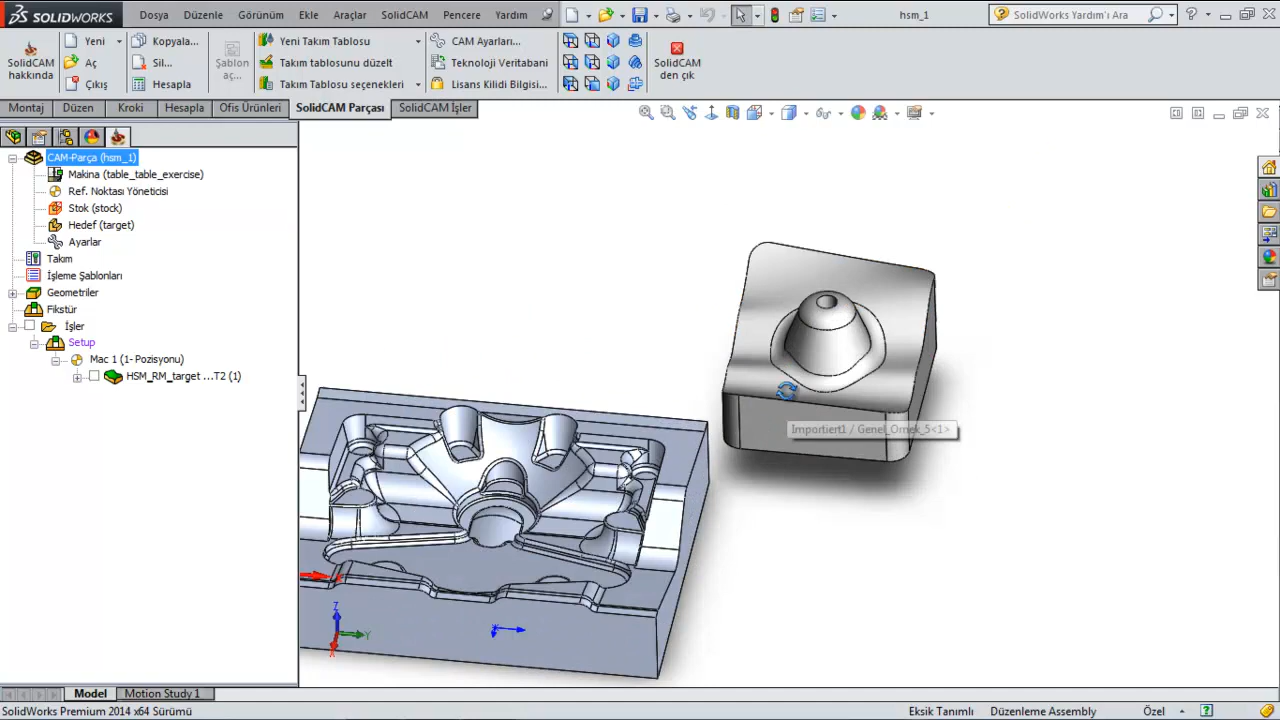 SOLIDWORKS Dosya Düzenle Görünüm Ekle Araçlar SolidCAM Pencere Yardım hsm_1 SolidWorks Yardım'ı Ara
SolidCAM hakkında
Yeni
Aç
Çıkış
Kopyala...
Sil...
Hesapla
Şablon aç...
Yeni Takım Tablosu
Takım tablosunu düzelt
Takım Tablosu seçenekleri
CAM Ayarları...
Teknoloji Veritabani
Lisans Kilidi Bilgisi...
SolidCAM den çık
Montaj Düzen Kroki Hesapla Ofis Ürünleri SolidCAM Parçası SolidCAM İşler
CAM-Parça (hsm_1)
Makina (table_table_exercise)
Ref. Noktası Yöneticisi
Stok (stock)
Hedef (target)
Ayarlar
Takım
İşleme Şablonları
Geometriler
Fikstür
İşler
Setup
Mac 1 (1- Pozisyonu)
HSM_RM_target ...T2 (1)
Importiert1 / Genel_Ornek_5<1>
Z
Y
X
Model Motion Study 1
SolidWorks Premium 2014 x64 Sürümü Eksik Tanımlı Düzenleme Assembly Özel